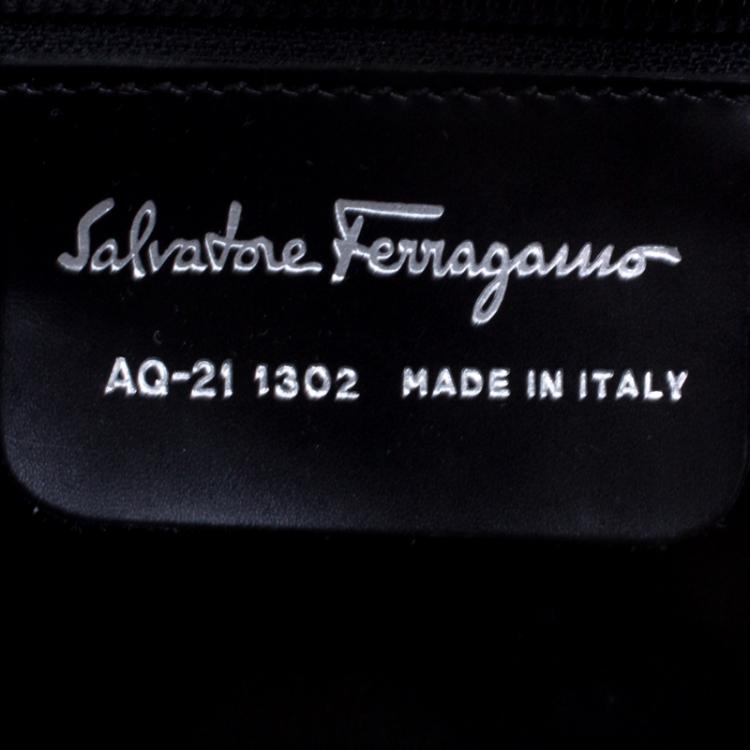 Salvatore Ferragamo
AQ-21 1302 MADE IN ITALY